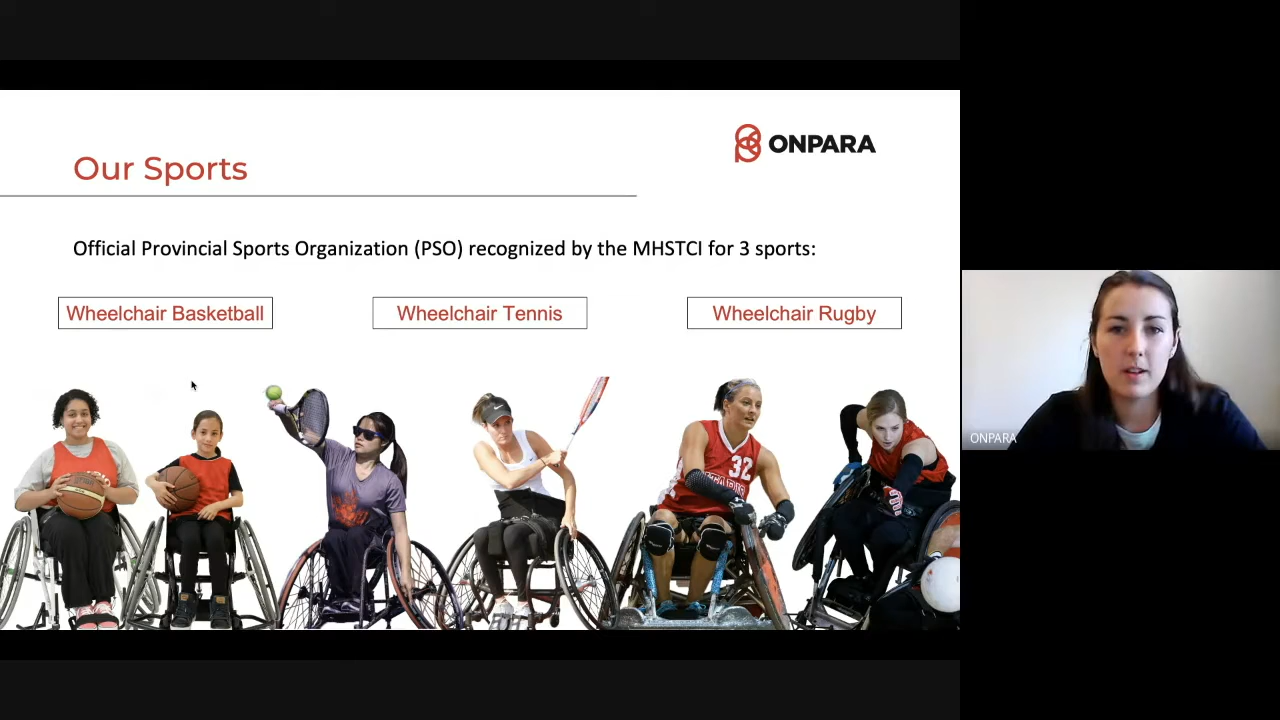 ONPARA
Our Sports
Official Provincial Sports Organization (PSO) recognized by the MHSTCI for 3 sports:
Wheelchair Basketball
Wheelchair Tennis
Wheelchair Rugby
32
ONPARA